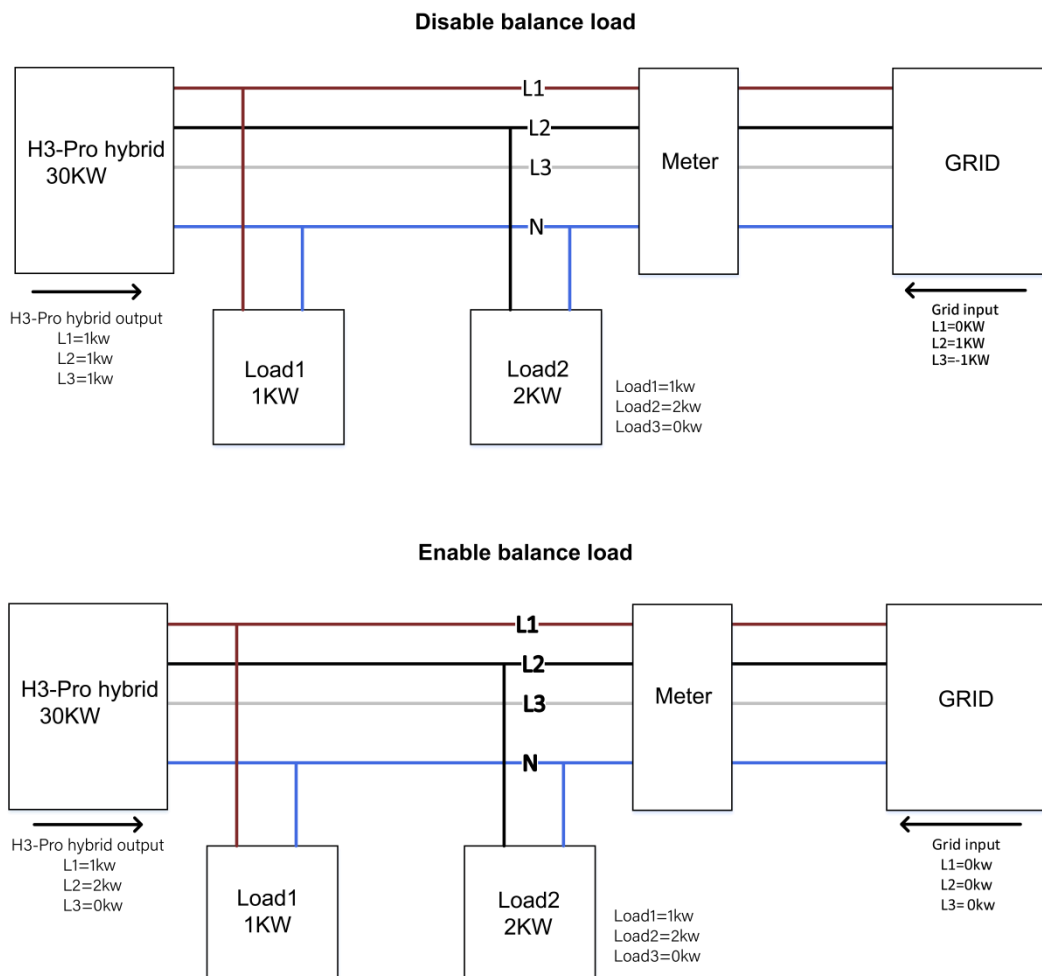 Disable balance load
L1
L2
L3
N
H3-Pro hybrid
30KW
Meter
GRID
H3-Pro hybrid output
L1=1kw
L2=1kw
L3=1kw
Load1
1KW
Load2
2KW
Load1=1kw
Load2=2kw
Load3=0kw
Grid input
L1=0KW
L2=1KW
L3=-1KW
Enable balance load
L1
L2
L3
N
H3-Pro hybrid
30KW
Meter
GRID
H3-Pro hybrid output
L1=1kw
L2=2kw
L3=0kw
Load1
1KW
Load2
2KW
Load1=1kw
Load2=2kw
Load3=0kw
Grid input
L1=0kw
L2=0kw
L3= 0kw